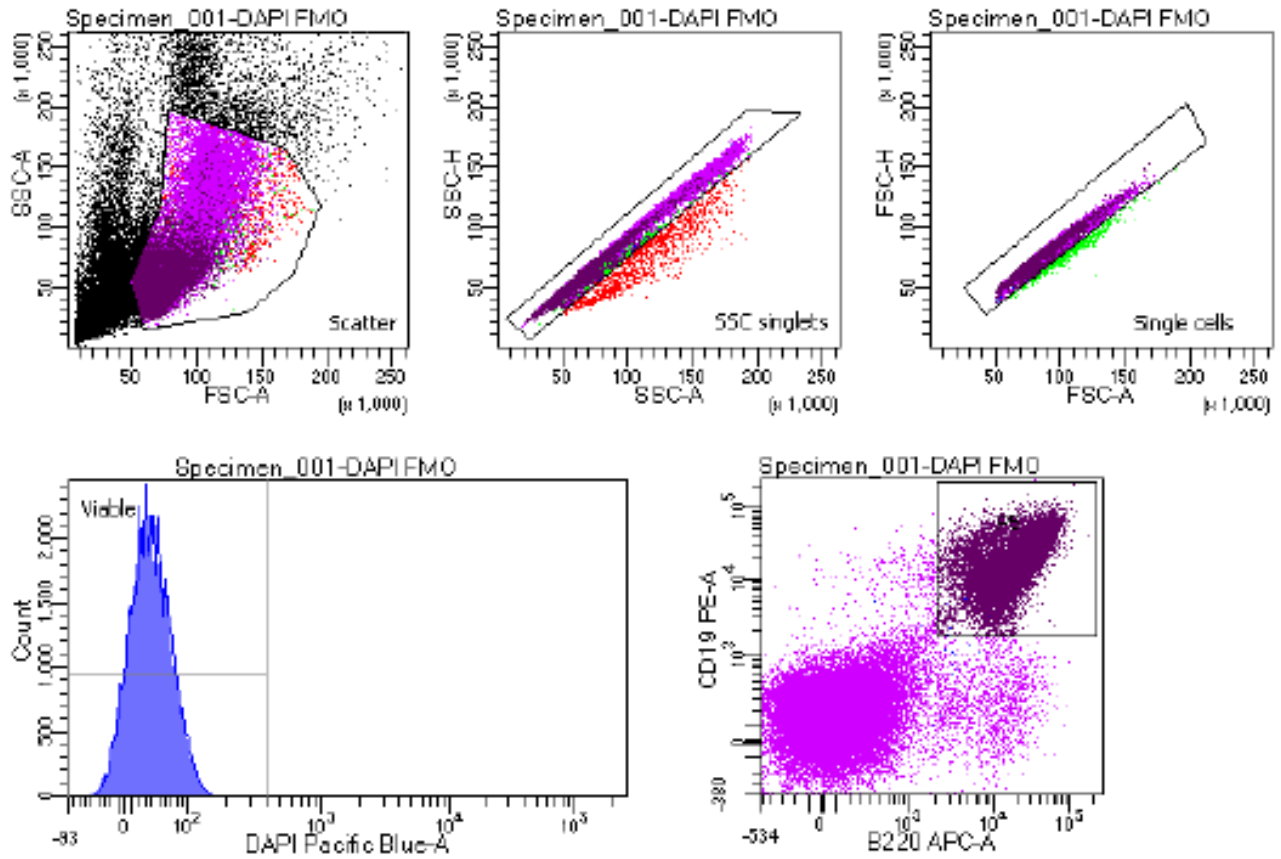 Specimen_001-DAPI FMO
SSC-A
(x 1,000)
50 100 150 200 250
Scatter
50 100 150 200 250
FSC-A
(x 1,000)
Specimen_001-DAPI FMO
SSC-H
(x 1,000)
50 100 150 200 250
SSC singlets
50 100 150 200 250
SSC-A
(x 1,000)
Specimen_001-DAPI FMO
FSC-H
(x 1,000)
50 100 150 200 250
Single cells
50 100 150 200 250
FSC-A
(x 1,000)
Specimen_001-DAPI FMO
Count
0 500 1,000 1,500 2,000
Viable
-83 0 10² 10³ 10⁴ 10⁵
DAPI Pacific Blue-A
Specimen_001-DAPI FMO
CD19 PE-A
0 10³ 10⁴ 10⁵
-534 0 10³ 10⁴ 10⁵
B220 APC-A